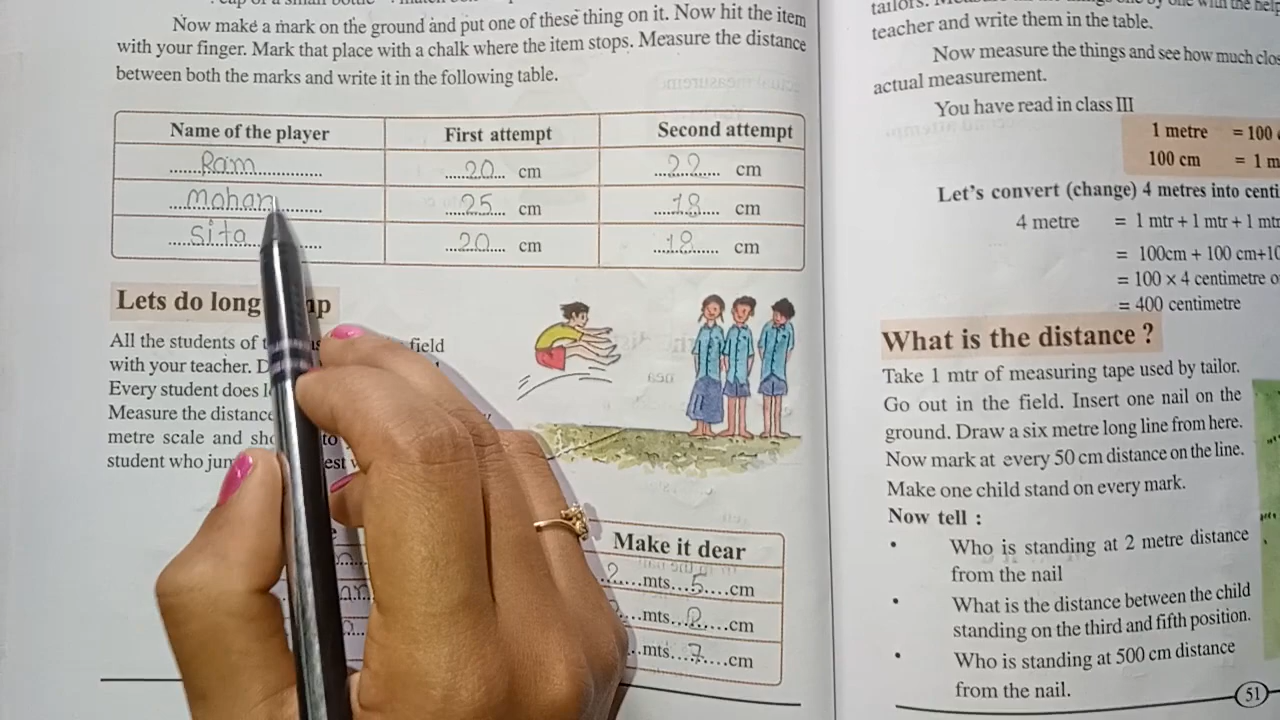 Now make a mark on the ground and put one of these thing on it. Now hit the item
with your finger. Mark that place with a chalk where the item stops. Measure the distance
between both the marks and write it in the following table.
Name of the player First attempt Second attempt
Ram 20 cm 22 cm
Mohan 25 cm 18 cm
Sita 20 cm 18 cm
Lets do long
All the students of field
with your teacher.
Every student does
Measure the distance
metre scale and to
student who
Make it dear
2 mts 5 cm
mts 2 cm
mts 7 cm
teacher and write them in the table.
Now measure the things and see how much
actual measurement.
You have read in class III
1 metre = 100
100 cm = 1
Let's convert (change) 4 metres into
4 metre = 1 mtr + 1 mtr + 1
= 100cm + 100 cm+
= 100 × 4 centimetre
= 400 centimetre
What is the distance ?
Take 1 mtr of measuring tape used by tailor.
Go out in the field. Insert one nail on the
ground. Draw a six metre long line from here.
Now mark at every 50 cm distance on the line.
Make one child stand on every mark.
Now tell :
• Who is standing at 2 metre distance
from the nail
• What is the distance between the child
standing on the third and fifth position.
• Who is standing at 500 cm distance
from the nail.
51